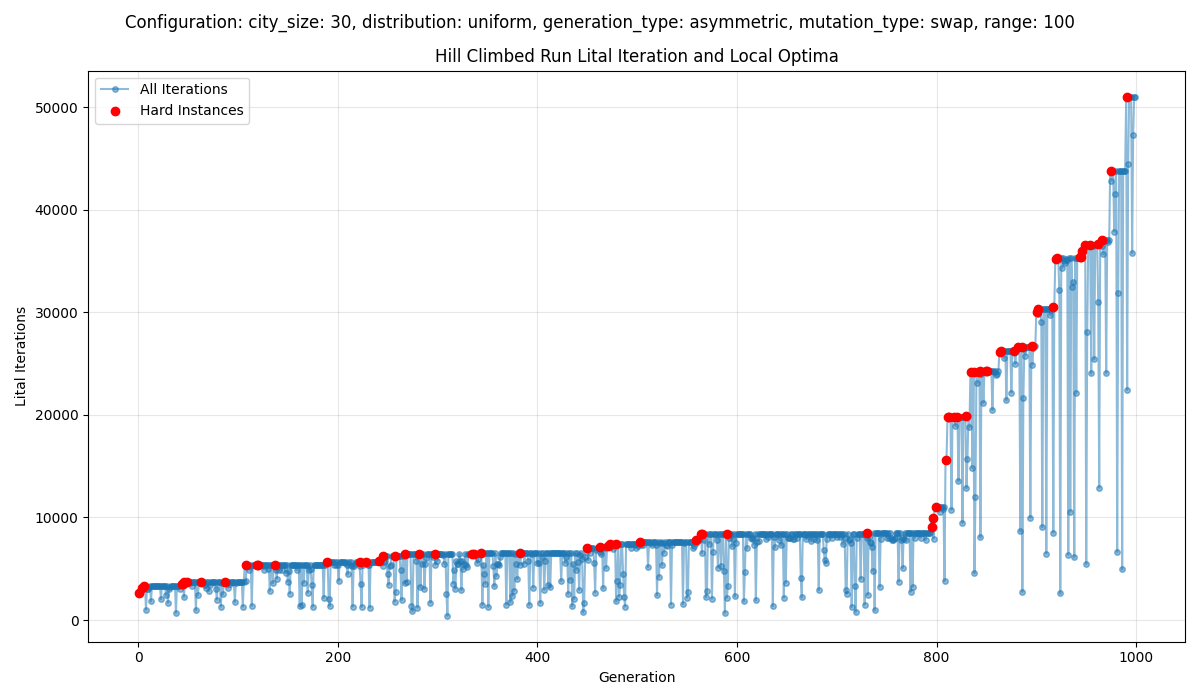 Configuration: city_size: 30, distribution: uniform, generation_type: asymmetric, mutation_type: swap, range: 100
Hill Climbed Run Lital Iteration and Local Optima
All Iterations
Hard Instances
50000
40000
30000
20000
10000
0
Lital Iterations
0 200 400 600 800 1000
Generation